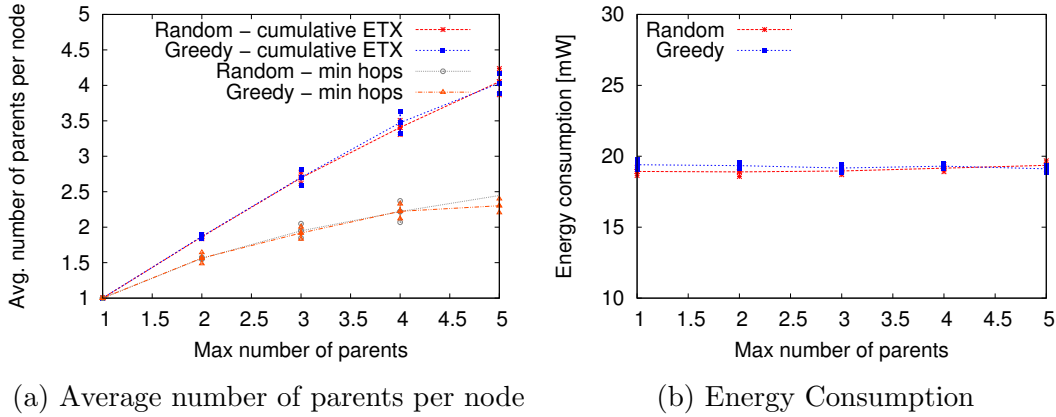 5
4.5
4
3.5
3
2.5
2
1.5
1
Avg. number of parents per node
Random − cumulative ETX
Greedy − cumulative ETX
Random − min hops
Greedy − min hops
1 1.5 2 2.5 3 3.5 4 4.5 5
Max number of parents
(a) Average number of parents per node
30
25
20
15
10
Energy consumption [mW]
Random
Greedy
1 1.5 2 2.5 3 3.5 4 4.5 5
Max number of parents
(b) Energy Consumption